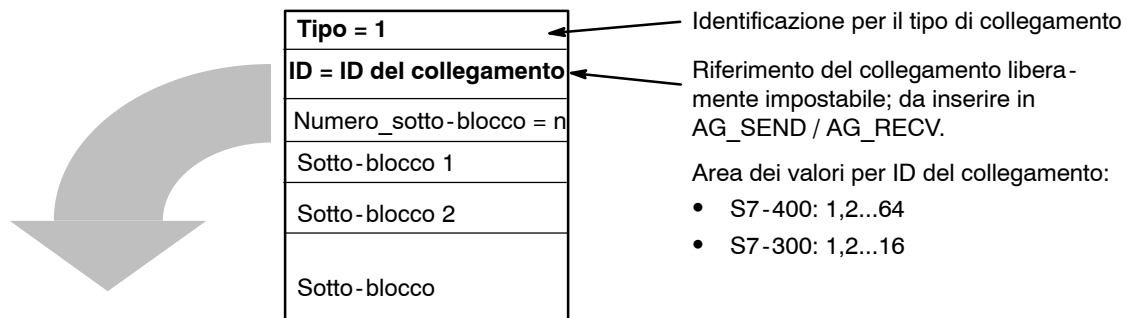 Tipo = 1
ID = ID del collegamento
Numero_sotto-blocco = n
Sotto-blocco 1
Sotto-blocco 2
Sotto-blocco
Identificazione per il tipo di collegamento
Riferimento del collegamento libera-
mente impostabile; da inserire in
AG_SEND / AG_RECV.
Area dei valori per ID del collegamento:
• S7-400: 1,2...64
• S7-300: 1,2...16